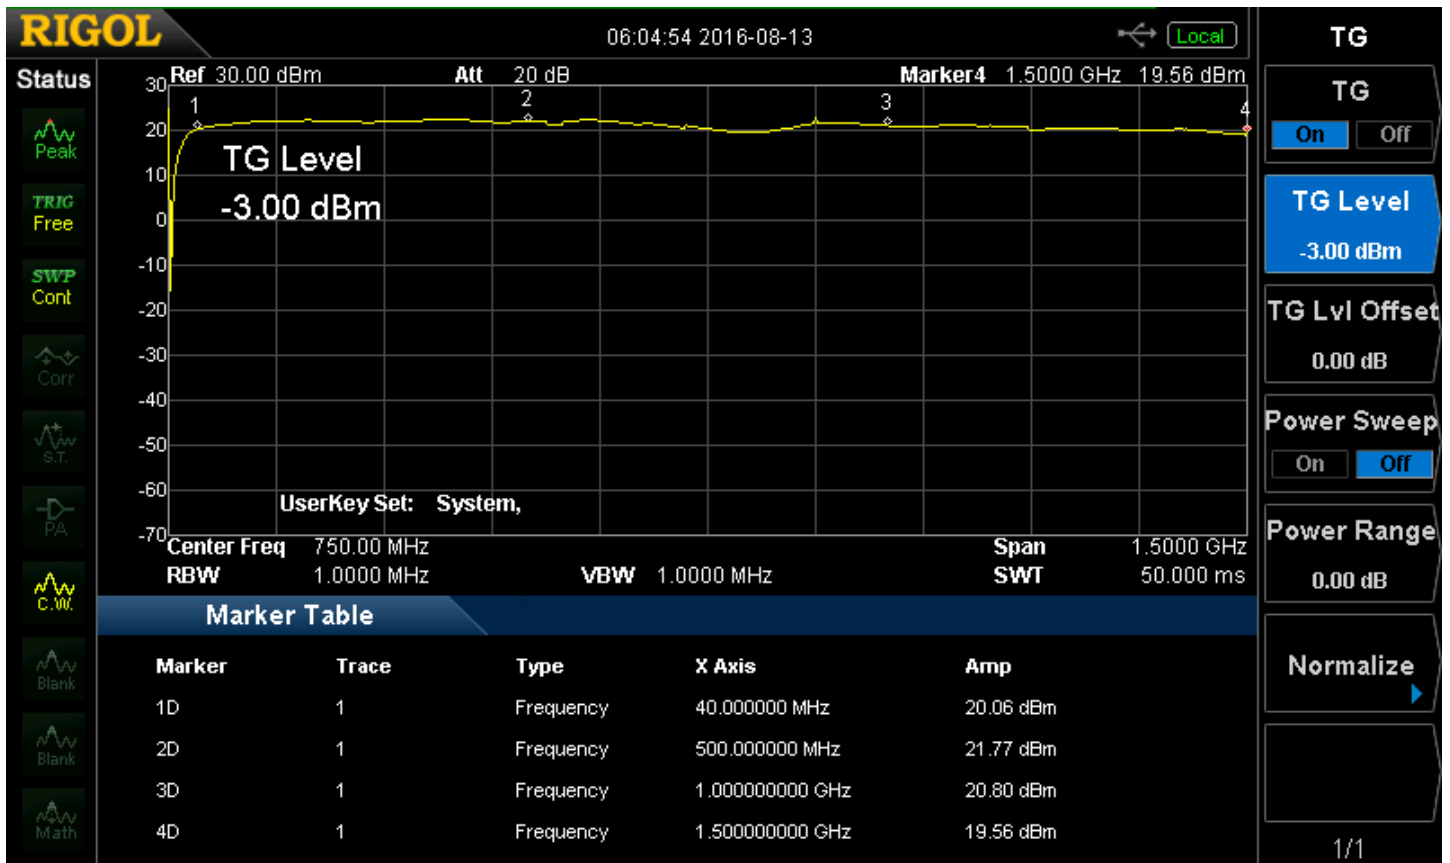 RIGOL 06:04:54 2016-08-13 Local TG
Status
Ref 30.00 dBm Att 20 dB Marker4 1.5000 GHz 19.56 dBm
30
20
10
0
-10
-20
-30
-40
-50
-60
-70
1 2 3 4
TG Level
-3.00 dBm
UserKey Set: System,
Center Freq 750.00 MHz Span 1.5000 GHz
RBW 1.0000 MHz VBW 1.0000 MHz SWT 50.000 ms
Peak
TRIG
Free
SWP
Cont
Corr
S.T.
PA
C.W.
Blank
Blank
Math
Marker Table
Marker Trace Type X Axis Amp
1D 1 Frequency 40.000000 MHz 20.06 dBm
2D 1 Frequency 500.000000 MHz 21.77 dBm
3D 1 Frequency 1.000000000 GHz 20.80 dBm
4D 1 Frequency 1.500000000 GHz 19.56 dBm
TG
On Off
TG Level
-3.00 dBm
TG Lvl Offset
0.00 dB
Power Sweep
On Off
Power Range
0.00 dB
Normalize
1/1